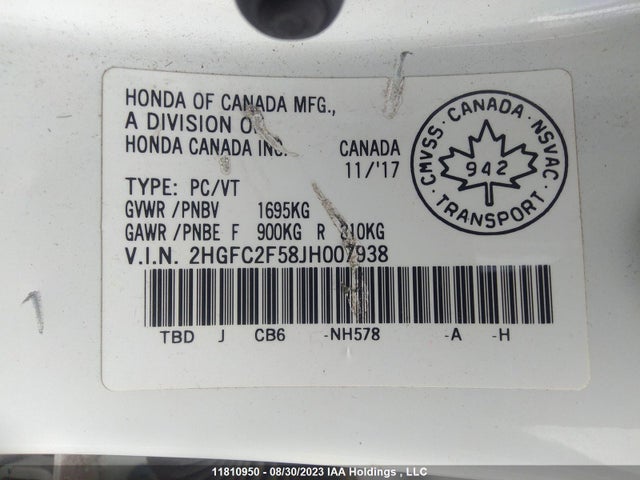 HONDA OF CANADA MFG.,
A DIVISION OF
HONDA CANADA INC.
CANADA
11/'17
TYPE: PC/VT
GVWR/PNBV 1695KG
GAWR/PNBE F 900KG R 810KG
V.I.N. 2HGFC2F58JH007938
TBD J CB6 -NH578 -A -H
CMVSS · CANADA · NSVAC
942
TRANSPORT
11810950 - 08/30/2023 IAA Holdings , LLC